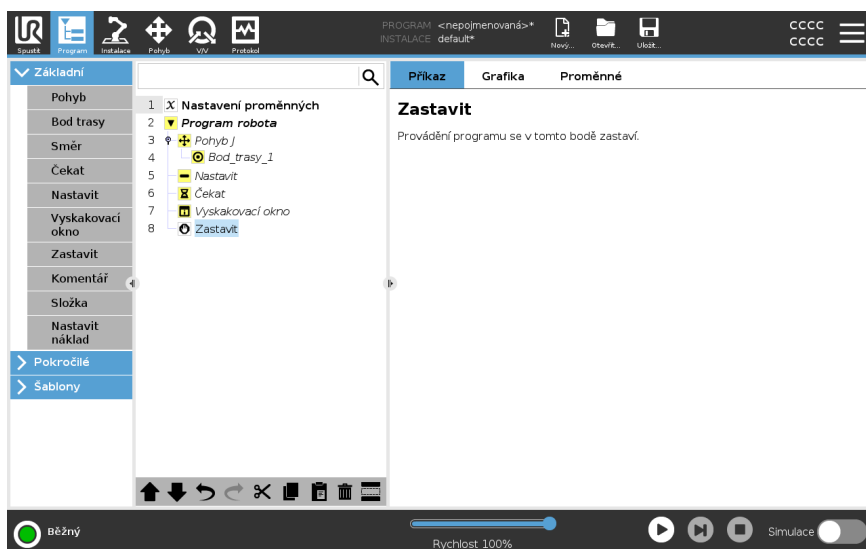 UR
Spustit
Program
Instalace
Pohyb
V/V
Protokol
PROGRAM <nepojmenovaná>*
INSTALACE default*
Nový...
Otevřít...
Uložit...
CCCC
CCCC
Základní
Pohyb
Bod trasy
Směr
Čekat
Nastavit
Vyskakovací
okno
Zastavit
Komentář
Složka
Nastavit
náklad
Pokročilé
Šablony
1 X Nastavení proměnných
2 Program robota
3 Pohyb J
4 Bod_trasy_1
5 Nastavit
6 Čekat
7 Vyskakovací okno
8 Zastavit
Příkaz Grafika Proměnné
Zastavit
Provádění programu se v tomto bodě zastaví.
Běžný
Rychlost 100%
Simulace